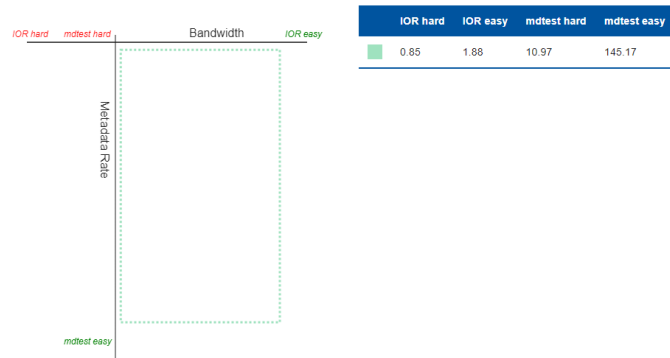 IOR hard mdtest hard Bandwidth IOR easy
Metadata Rate
mdtest easy
IOR hard IOR easy mdtest hard mdtest easy
0.85 1.88 10.97 145.17